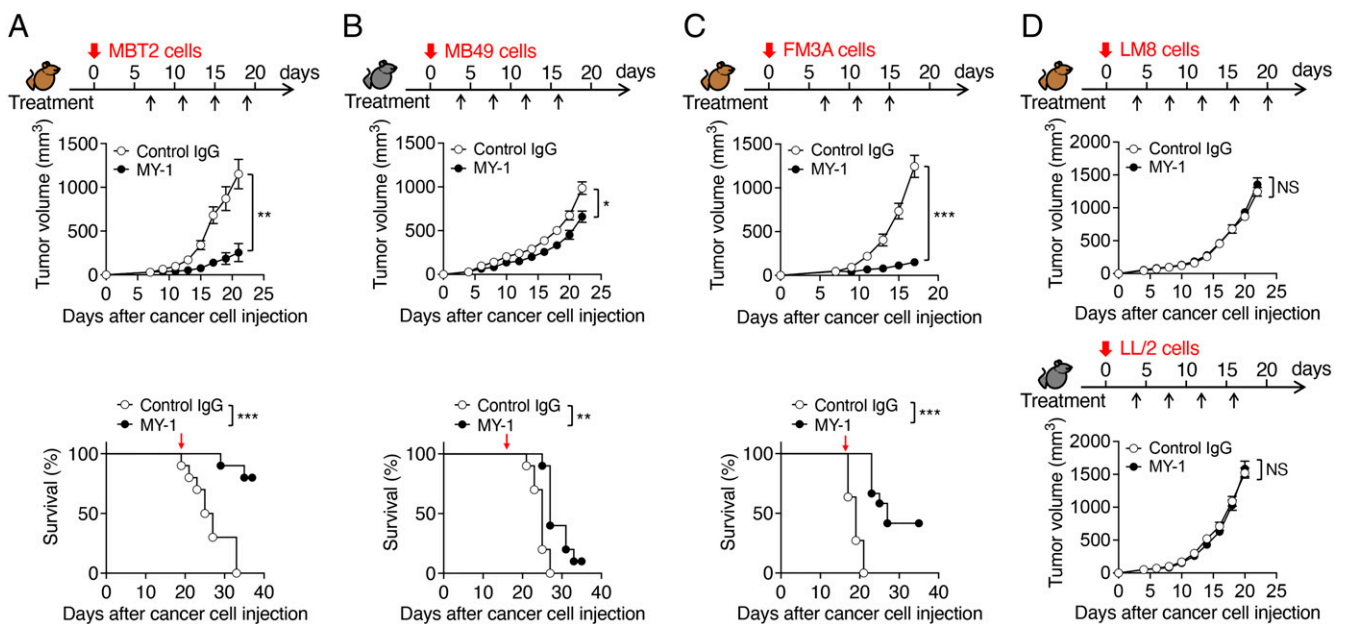 A
MBT2 cells
0 5 10 15 20 days
Treatment
Tumor volume (mm3)
Control IgG
MY-1
1500
1000
500
0
**
0 5 10 15 20 25
Days after cancer cell injection
Control IgG
MY-1
***
Survival (%)
100
50
0
0 10 20 30 40
Days after cancer cell injection
B
MB49 cells
0 5 10 15 20 days
Treatment
Tumor volume (mm3)
Control IgG
MY-1
1500
1000
500
0
*
0 5 10 15 20 25
Days after cancer cell injection
Control IgG
MY-1
**
Survival (%)
100
50
0
0 10 20 30 40
Days after cancer cell injection
C
FM3A cells
0 5 10 15 20 days
Treatment
Tumor volume (mm3)
Control IgG
MY-1
1500
1000
500
0
***
0 5 10 15 20
Days after cancer cell injection
Control IgG
MY-1
***
Survival (%)
100
50
0
0 10 20 30 40
Days after cancer cell injection
D
LM8 cells
0 5 10 15 20 days
Treatment
Tumor volume (mm3)
Control IgG
MY-1
2000
1500
1000
500
0
NS
0 5 10 15 20 25
Days after cancer cell injection
LL/2 cells
0 5 10 15 20 days
Treatment
Tumor volume (mm3)
Control IgG
MY-1
2000
1500
1000
500
0
NS
0 5 10 15 20 25
Days after cancer cell injection